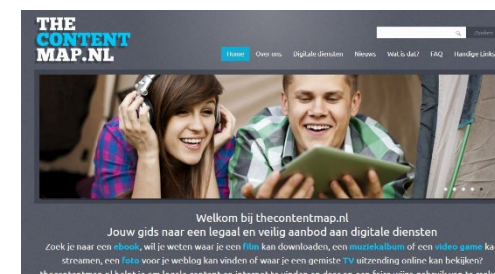 THE
CONTENT
MAP.NL
Zoeken
Home Over ons Digitale diensten Nieuws Wat is dat? FAQ Handige Links
Welkom bij thecontentmap.nl
Jouw gids naar een legaal en veilig aanbod aan digitale diensten
Zoek je naar een ebook, wil je weten waar je een film kan downloaden, een muziekalbum of een video game kan
streamen, een foto voor je weblog kan vinden of waar je een gemiste TV uitzending online kan bekijken?